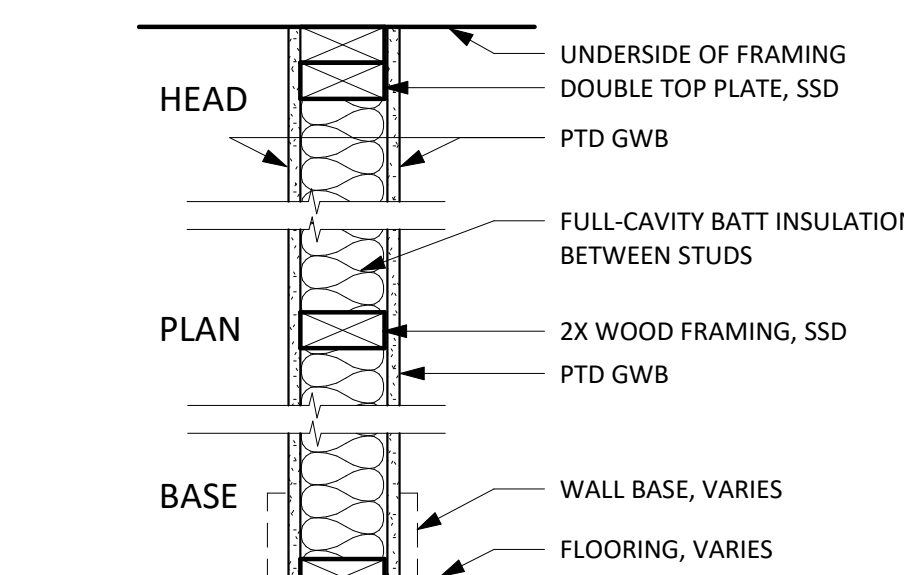 UNDERSIDE OF FRAMING
HEAD
DOUBLE TOP PLATE, SSD
PTD GWB
FULL-CAVITY BATT INSULATION
BETWEEN STUDS
PLAN
2X WOOD FRAMING, SSD
PTD GWB
BASE
WALL BASE, VARIES
FLOORING, VARIES